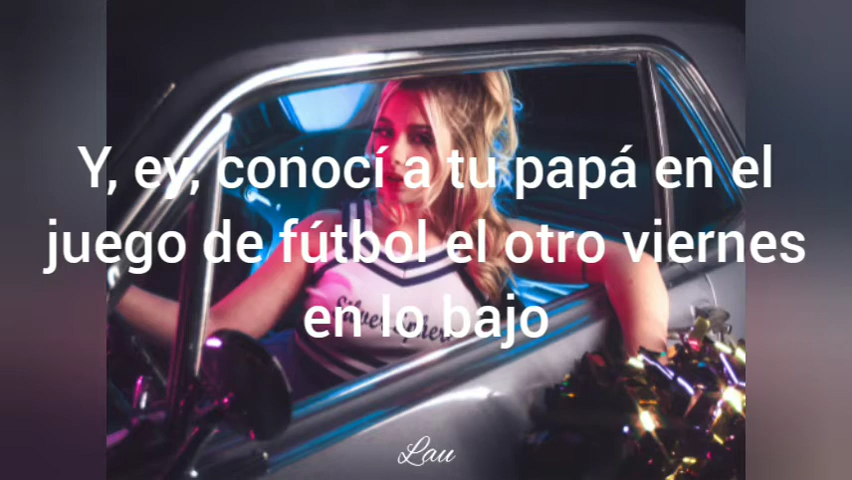 Y, ey, conocí a tu papá en el
juego de fútbol el otro viernes
en lo bajo
Lau